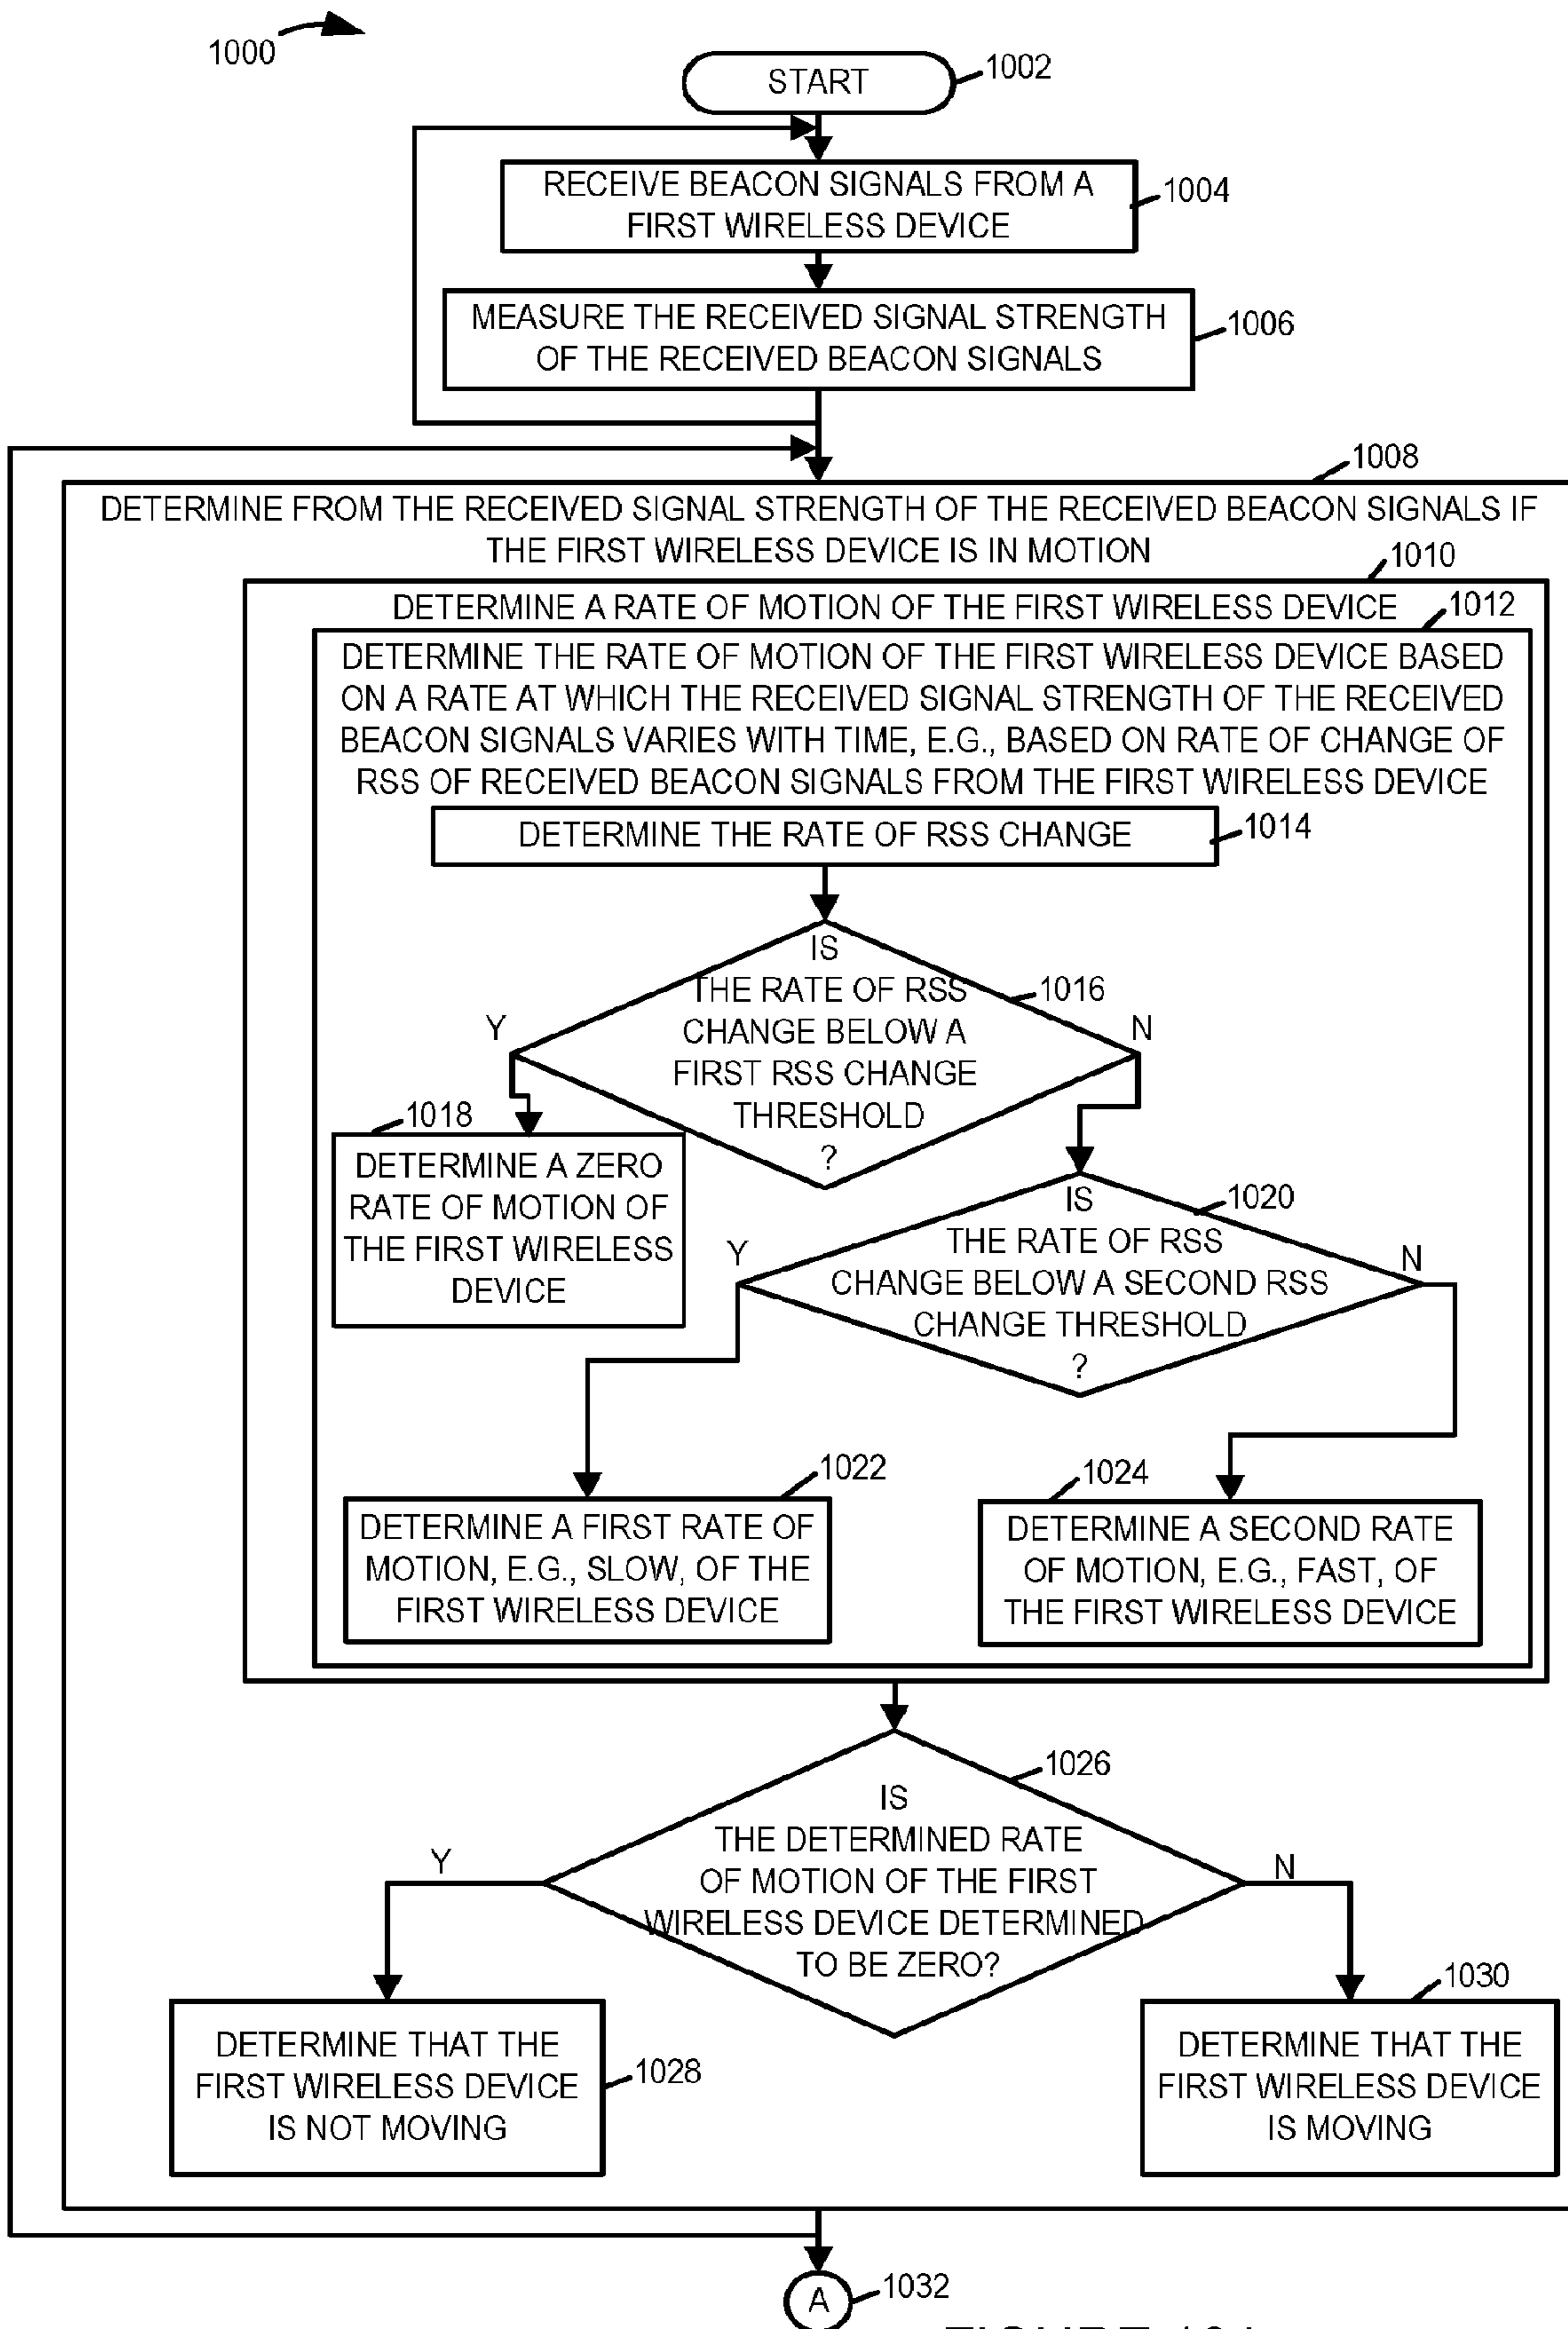 1000
START
1002
RECEIVE BEACON SIGNALS FROM A
FIRST WIRELESS DEVICE
1004
MEASURE THE RECEIVED SIGNAL STRENGTH
OF THE RECEIVED BEACON SIGNALS
1006
1008
DETERMINE FROM THE RECEIVED SIGNAL STRENGTH OF THE RECEIVED BEACON SIGNALS IF
THE FIRST WIRELESS DEVICE IS IN MOTION
1010
DETERMINE A RATE OF MOTION OF THE FIRST WIRELESS DEVICE
1012
DETERMINE THE RATE OF MOTION OF THE FIRST WIRELESS DEVICE BASED
ON A RATE AT WHICH THE RECEIVED SIGNAL STRENGTH OF THE RECEIVED
BEACON SIGNALS VARIES WITH TIME, E.G., BASED ON RATE OF CHANGE OF
RSS OF RECEIVED BEACON SIGNALS FROM THE FIRST WIRELESS DEVICE
DETERMINE THE RATE OF RSS CHANGE
1014
IS
THE RATE OF RSS
CHANGE BELOW A
FIRST RSS CHANGE
THRESHOLD
?
1016
Y
N
1018
DETERMINE A ZERO
RATE OF MOTION OF
THE FIRST WIRELESS
DEVICE
IS
THE RATE OF RSS
CHANGE BELOW A SECOND RSS
CHANGE THRESHOLD
?
1020
Y
N
1022
DETERMINE A FIRST RATE OF
MOTION, E.G., SLOW, OF THE
FIRST WIRELESS DEVICE
1024
DETERMINE A SECOND RATE
OF MOTION, E.G., FAST, OF
THE FIRST WIRELESS DEVICE
1026
IS
THE DETERMINED RATE
OF MOTION OF THE FIRST
WIRELESS DEVICE DETERMINED
TO BE ZERO?
Y
N
DETERMINE THAT THE
FIRST WIRELESS DEVICE
IS NOT MOVING
1028
1030
DETERMINE THAT THE
FIRST WIRELESS DEVICE
IS MOVING
A
1032